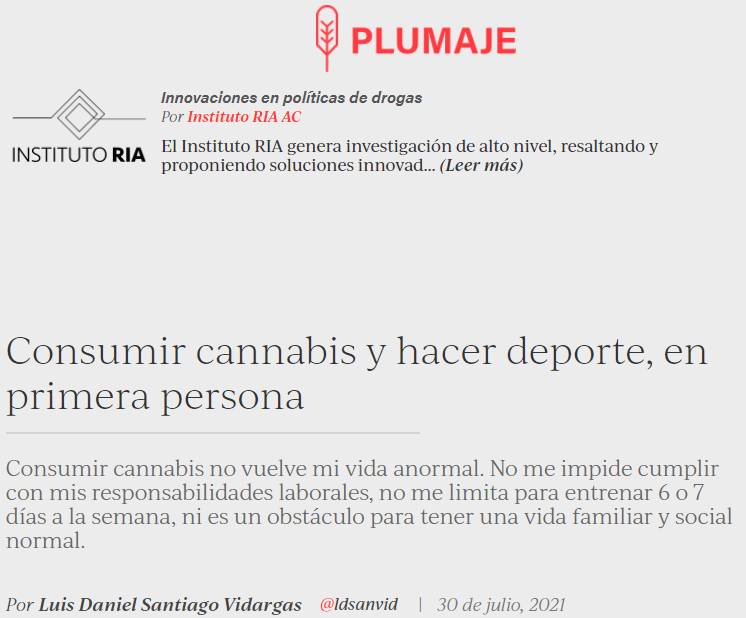 PLUMAJE
Innovaciones en políticas de drogas
Por Instituto RIA AC
INSTITUTO RIA
El Instituto RIA genera investigación de alto nivel, resaltando y
proponiendo soluciones innovad... (Leer más)
Consumir cannabis y hacer deporte, en
primera persona
Consumir cannabis no vuelve mi vida anormal. No me impide cumplir
con mis responsabilidades laborales, no me limita para entrenar 6 o 7
días a la semana, ni es un obstáculo para tener una vida familiar y social
normal.
Por Luis Daniel Santiago Vidargas @ldsanvid | 30 de julio, 2021